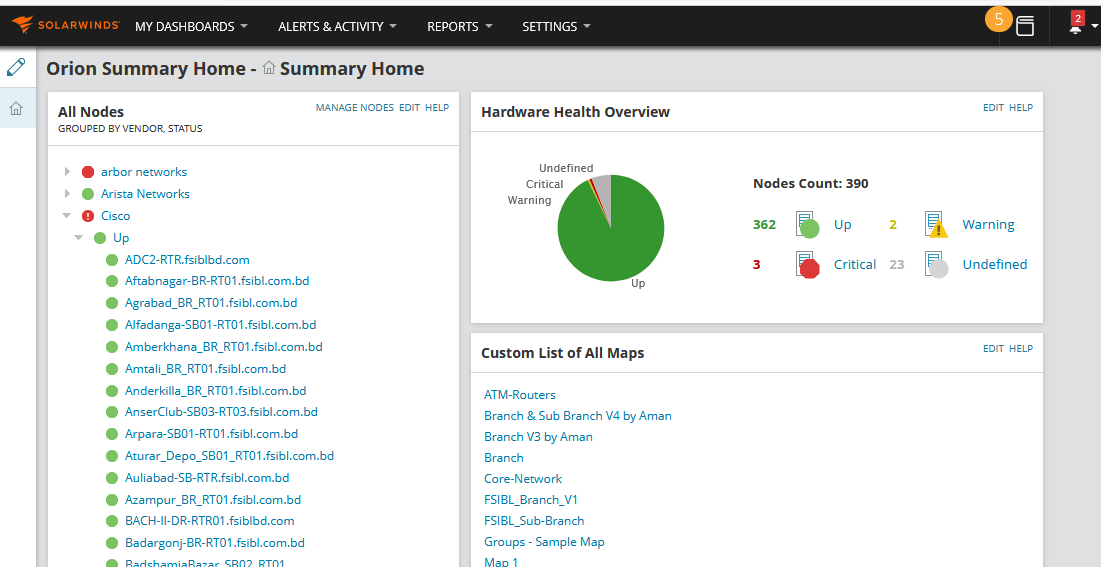 SOLARWINDS MY DASHBOARDS ALERTS & ACTIVITY REPORTS SETTINGS 5 2
Orion Summary Home - Summary Home
All Nodes MANAGE NODES EDIT HELP
GROUPED BY VENDOR, STATUS
arbor networks
Arista Networks
Cisco
Up
ADC2-RTR.fsiblbd.com
Aftabnagar-BR-RT01.fsibl.com.bd
Agrabad_BR_RT01.fsibl.com.bd
Alfadanga-SB01-RT01.fsibl.com.bd
Amberkhana_BR_RT01.fsibl.com.bd
Amtali_BR_RT01.fsibl.com.bd
Anderkilla_BR_RT01.fsibl.com.bd
AnserClub-SB03-RT03.fsibl.com.bd
Arpara-SB01-RT01.fsibl.com.bd
Aturar_Depo_SB01_RT01.fsibl.com.bd
Auliabad-SB-RTR.fsibl.com.bd
Azampur_BR_RT01.fsibl.com.bd
BACH-II-DR-RTR01.fsiblbd.com
Badargonj-BR-RT01.fsibl.com.bd
BadshamiaBazar_SB02_RT01
Hardware Health Overview EDIT HELP
Undefined
Critical
Warning
Up
Nodes Count: 390
362 Up 2 Warning
3 Critical 23 Undefined
Custom List of All Maps EDIT HELP
ATM-Routers
Branch & Sub Branch V4 by Aman
Branch V3 by Aman
Branch
Core-Network
FSIBL_Branch_V1
FSIBL_Sub-Branch
Groups - Sample Map
Map 1